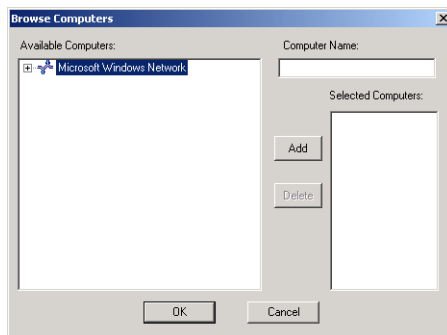 Browse Computers
Available Computers:
Computer Name:
Microsoft Windows Network
Selected Computers:
Add
Delete
OK
Cancel